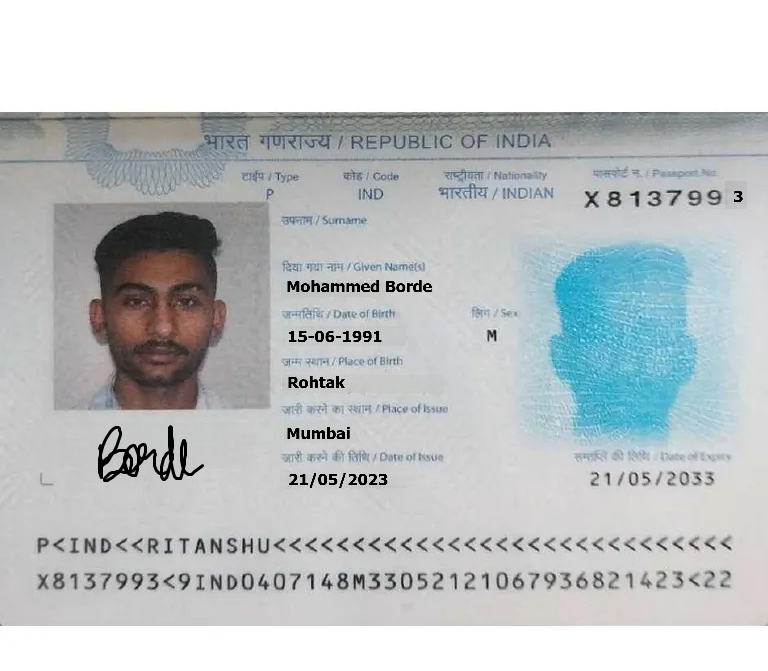 भारत गणराज्य / REPUBLIC OF INDIA
टाईप / Type
कोड / Code
राष्ट्रीयता / Nationality
पासपोर्ट न. / Passport No.
P
IND
भारतीय / INDIAN
X8137993
उपनाम / Surname
दिया गया नाम / Given Name(s)
Mohammed Borde
जन्मतिथि / Date of Birth
लिंग / Sex
15-06-1991
M
जन्म स्थान / Place of Birth
Rohtak
जारी करने का स्थान / Place of Issue
Mumbai
जारी करने की तिथि / Date of Issue
समाप्ति की तिथि / Date of Expiry
21/05/2023
21/05/2033
Borde
P<IND<<RITANSHU<<<<<<<<<<<<<<<<<<<<<<<<<<<<<
X8137993<9IND0407148M3305212106793682​1423<22